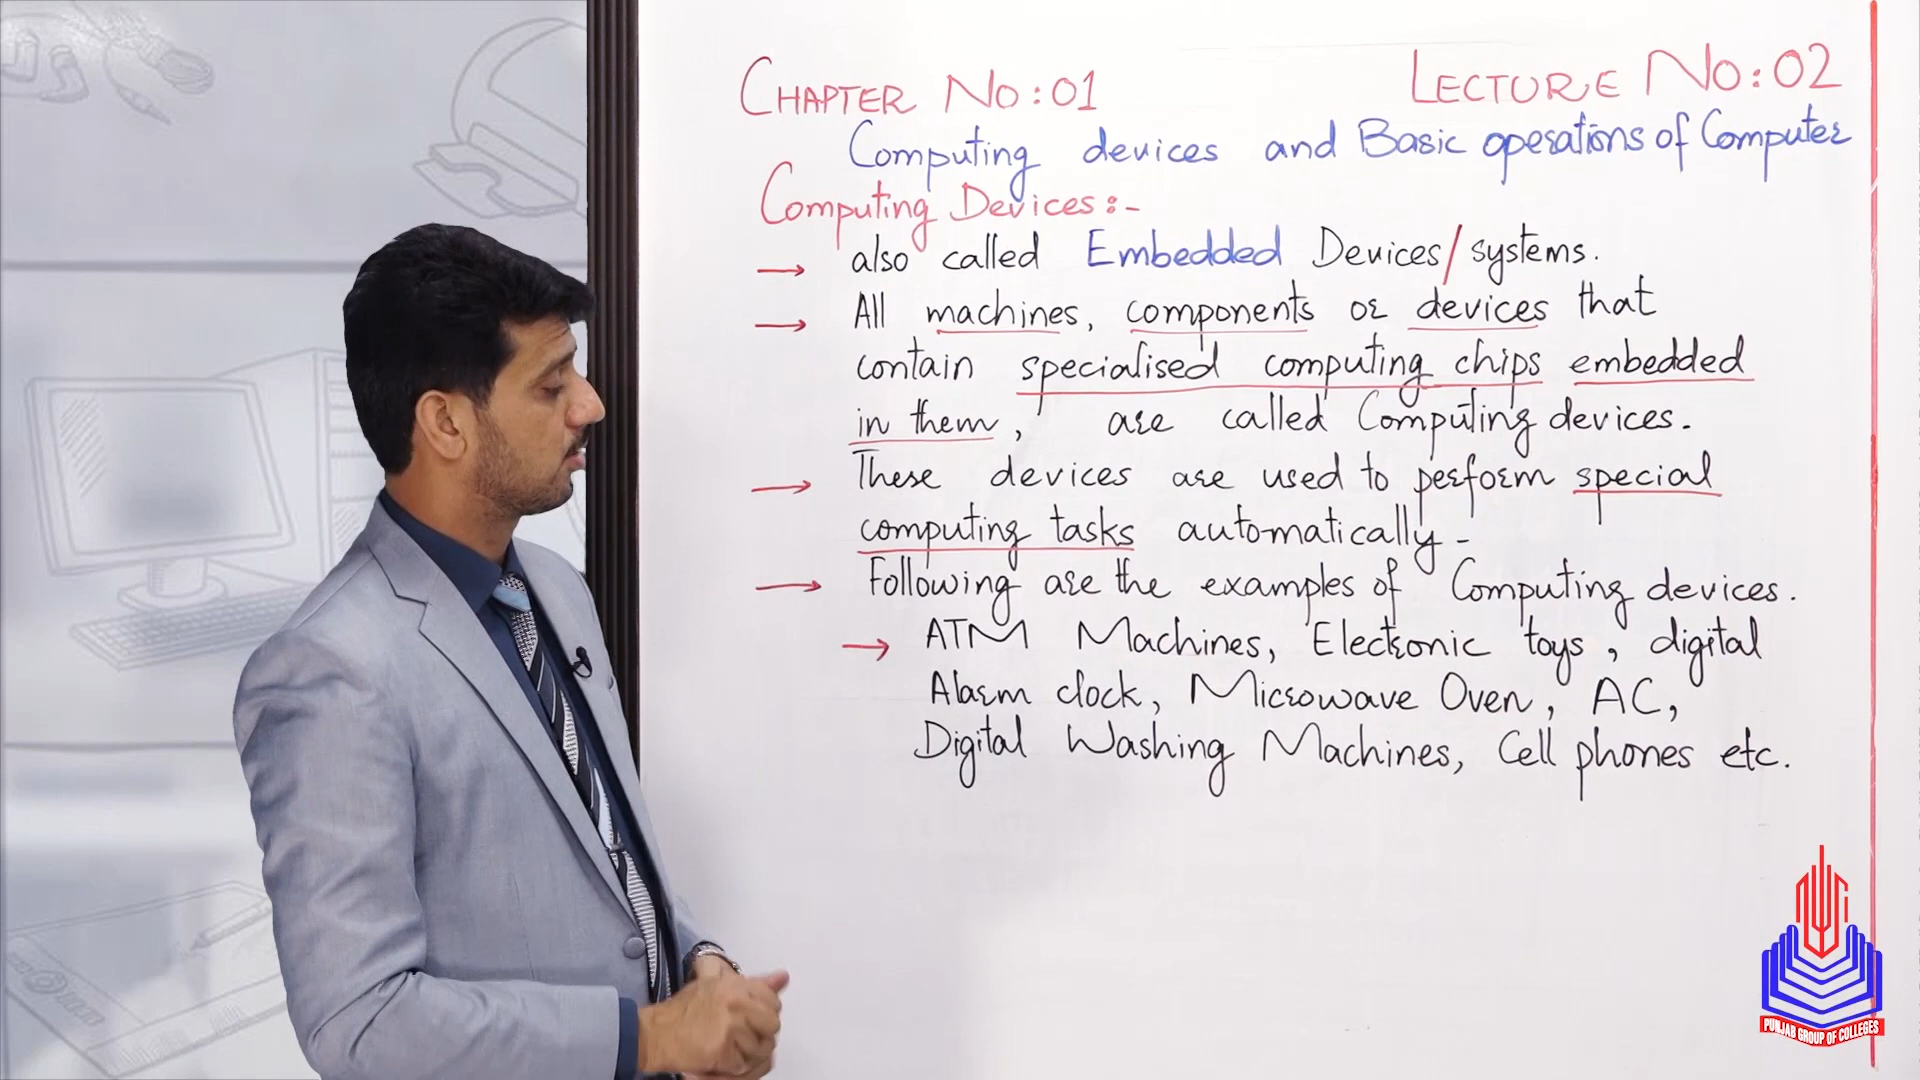 CHAPTER No:01
LECTURE No:02
Computing devices and Basic operations of Computer
Computing Devices:-
→ also called Embedded Devices/systems.
→ All machines, components or devices that
contain specialised computing chips embedded
in them, are called Computing devices.
→ These devices are used to perform special
computing tasks automatically-
→ Following are the examples of Computing devices.
→ ATM Machines, Electronic toys, digital
Alarm clock, Microwave Oven, AC,
Digital Washing Machines, Cell phones etc.
PUNJAB GROUP OF COLLEGES